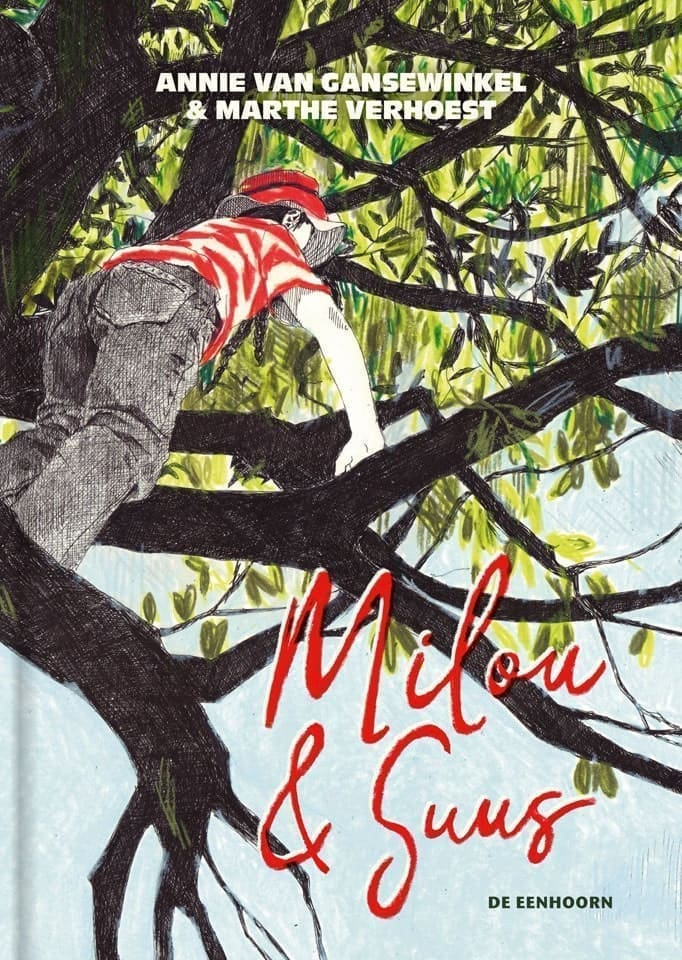 ANNIE VAN GANSEWINKEL
& MARTHE VERHOEST
Milou
& Suus
DE EENHOORN